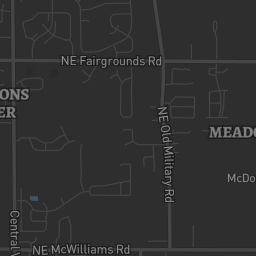 NE Fairgrounds Rd
ONS
ER
NE Old Military Rd
MEADO
McDo
Central
NE McWilliams Rd